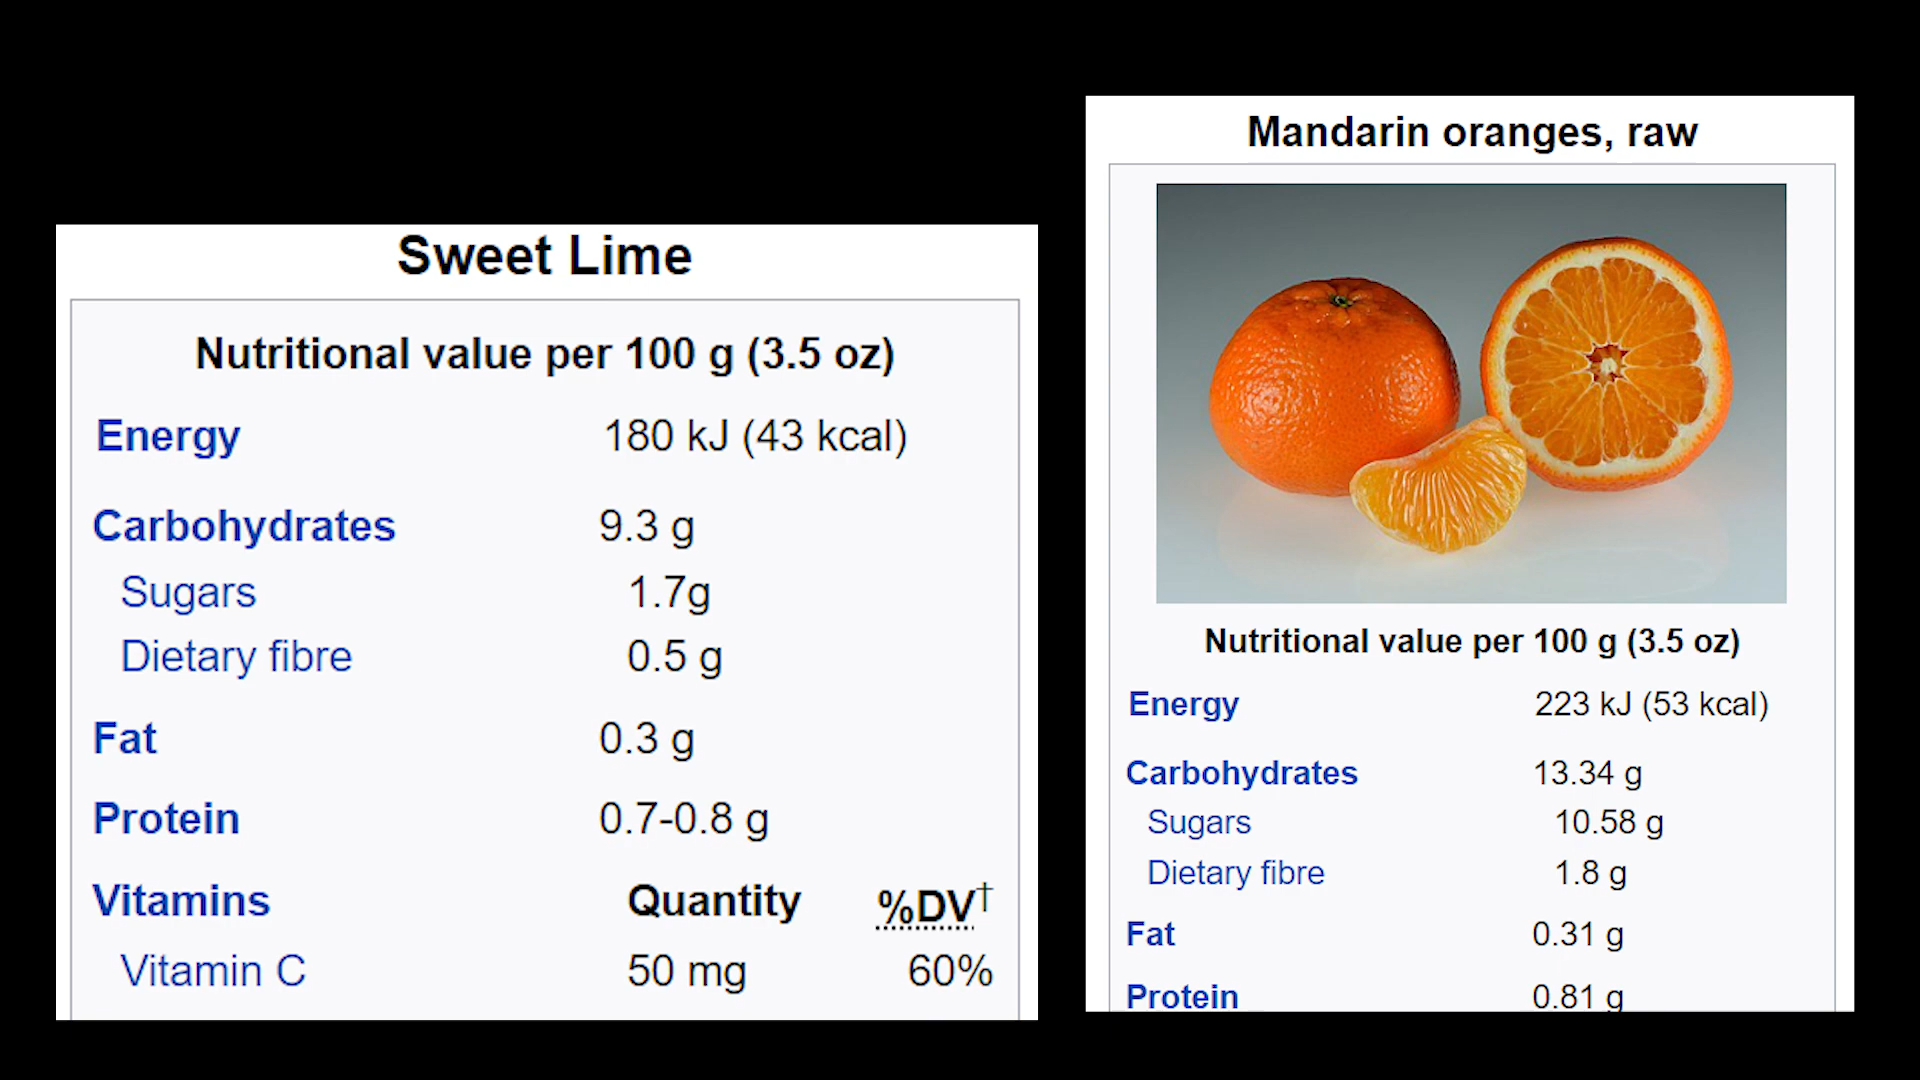 Sweet Lime
Nutritional value per 100 g (3.5 oz)
Energy 180 kJ (43 kcal)
Carbohydrates 9.3 g
Sugars 1.7g
Dietary fibre 0.5 g
Fat 0.3 g
Protein 0.7-0.8 g
Vitamins Quantity %DV†
Vitamin C 50 mg 60%
Mandarin oranges, raw
Nutritional value per 100 g (3.5 oz)
Energy 223 kJ (53 kcal)
Carbohydrates 13.34 g
Sugars 10.58 g
Dietary fibre 1.8 g
Fat 0.31 g
Protein 0.81 g